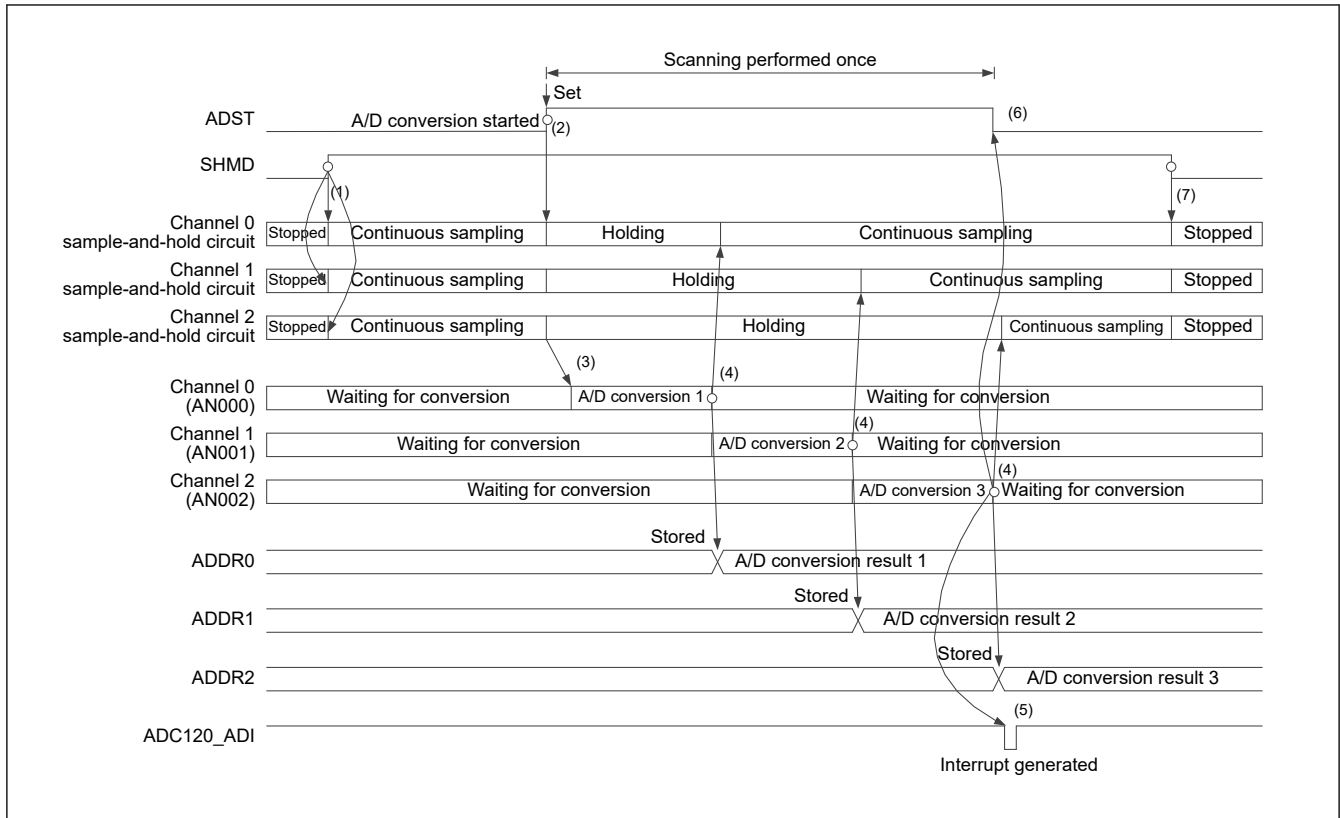 Scanning performed once
Set
ADST
A/D conversion started
(2)
(6)
SHMD
(1)
(7)
Channel 0
sample-and-hold circuit
Stopped
Continuous sampling
Holding
Continuous sampling
Stopped
Channel 1
sample-and-hold circuit
Stopped
Continuous sampling
Holding
Continuous sampling
Stopped
Channel 2
sample-and-hold circuit
Stopped
Continuous sampling
Holding
Continuous sampling
Stopped
(3)
(4)
Channel 0
(AN000)
Waiting for conversion
A/D conversion 1
Waiting for conversion
(4)
Channel 1
(AN001)
Waiting for conversion
A/D conversion 2
Waiting for conversion
(4)
Channel 2
(AN002)
Waiting for conversion
A/D conversion 3
Waiting for conversion
Stored
ADDR0
A/D conversion result 1
Stored
ADDR1
A/D conversion result 2
Stored
ADDR2
A/D conversion result 3
(5)
ADC120_ADI
Interrupt generated